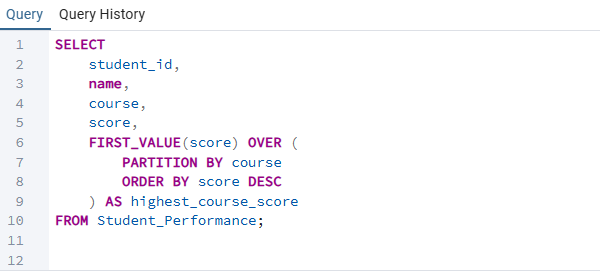 Query Query History
1 SELECT
2 student_id,
3 name,
4 course,
5 score,
6 FIRST_VALUE(score) OVER (
7 PARTITION BY course
8 ORDER BY score DESC
9 ) AS highest_course_score
10 FROM Student_Performance;
11
12